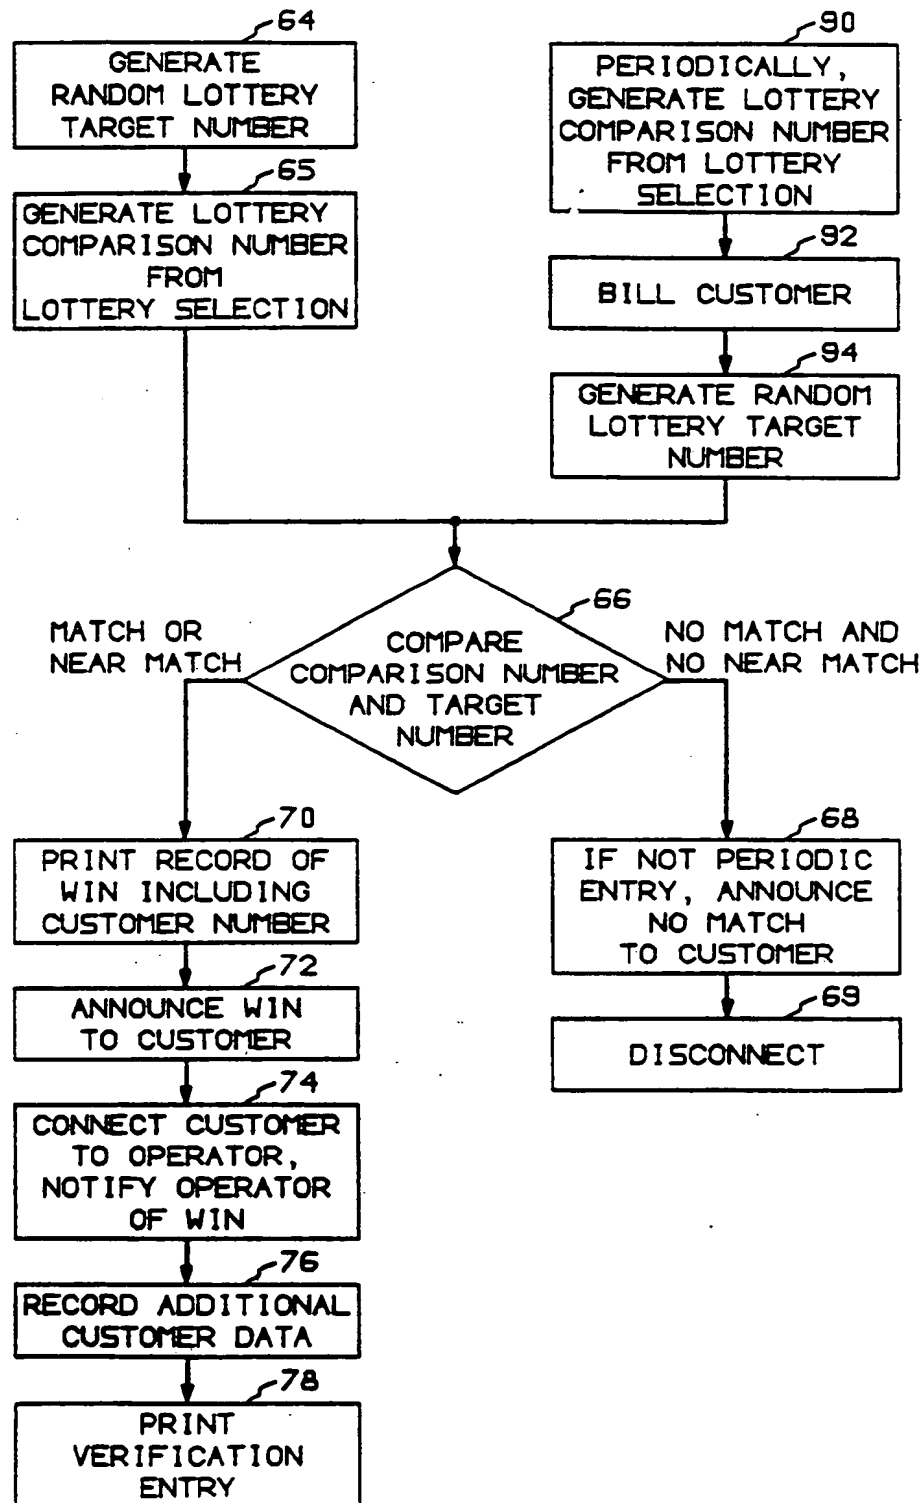 64
GENERATE
RANDOM LOTTERY
TARGET NUMBER
65
GENERATE LOTTERY
COMPARISON NUMBER
FROM
LOTTERY SELECTION
90
PERIODICALLY,
GENERATE LOTTERY
COMPARISON NUMBER
FROM LOTTERY
SELECTION
92
BILL CUSTOMER
94
GENERATE RANDOM
LOTTERY TARGET
NUMBER
66
COMPARE
COMPARISON NUMBER
AND TARGET
NUMBER
MATCH OR
NEAR MATCH
NO MATCH AND
NO NEAR MATCH
70
PRINT RECORD OF
WIN INCLUDING
CUSTOMER NUMBER
72
ANNOUNCE WIN
TO CUSTOMER
74
CONNECT CUSTOMER
TO OPERATOR,
NOTIFY OPERATOR
OF WIN
76
RECORD ADDITIONAL
CUSTOMER DATA
78
PRINT
VERIFICATION
ENTRY
68
IF NOT PERIODIC
ENTRY, ANNOUNCE
NO MATCH
TO CUSTOMER
69
DISCONNECT